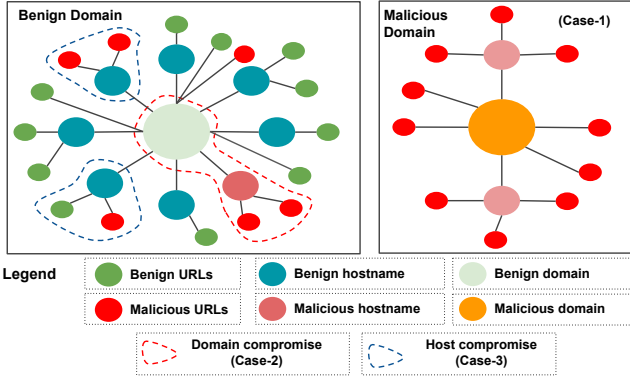 Benign Domain
Malicious
Domain
(Case-1)
Legend
Benign URLs
Benign hostname
Benign domain
Malicious URLs
Malicious hostname
Malicious domain
Domain compromise
(Case-2)
Host compromise
(Case-3)